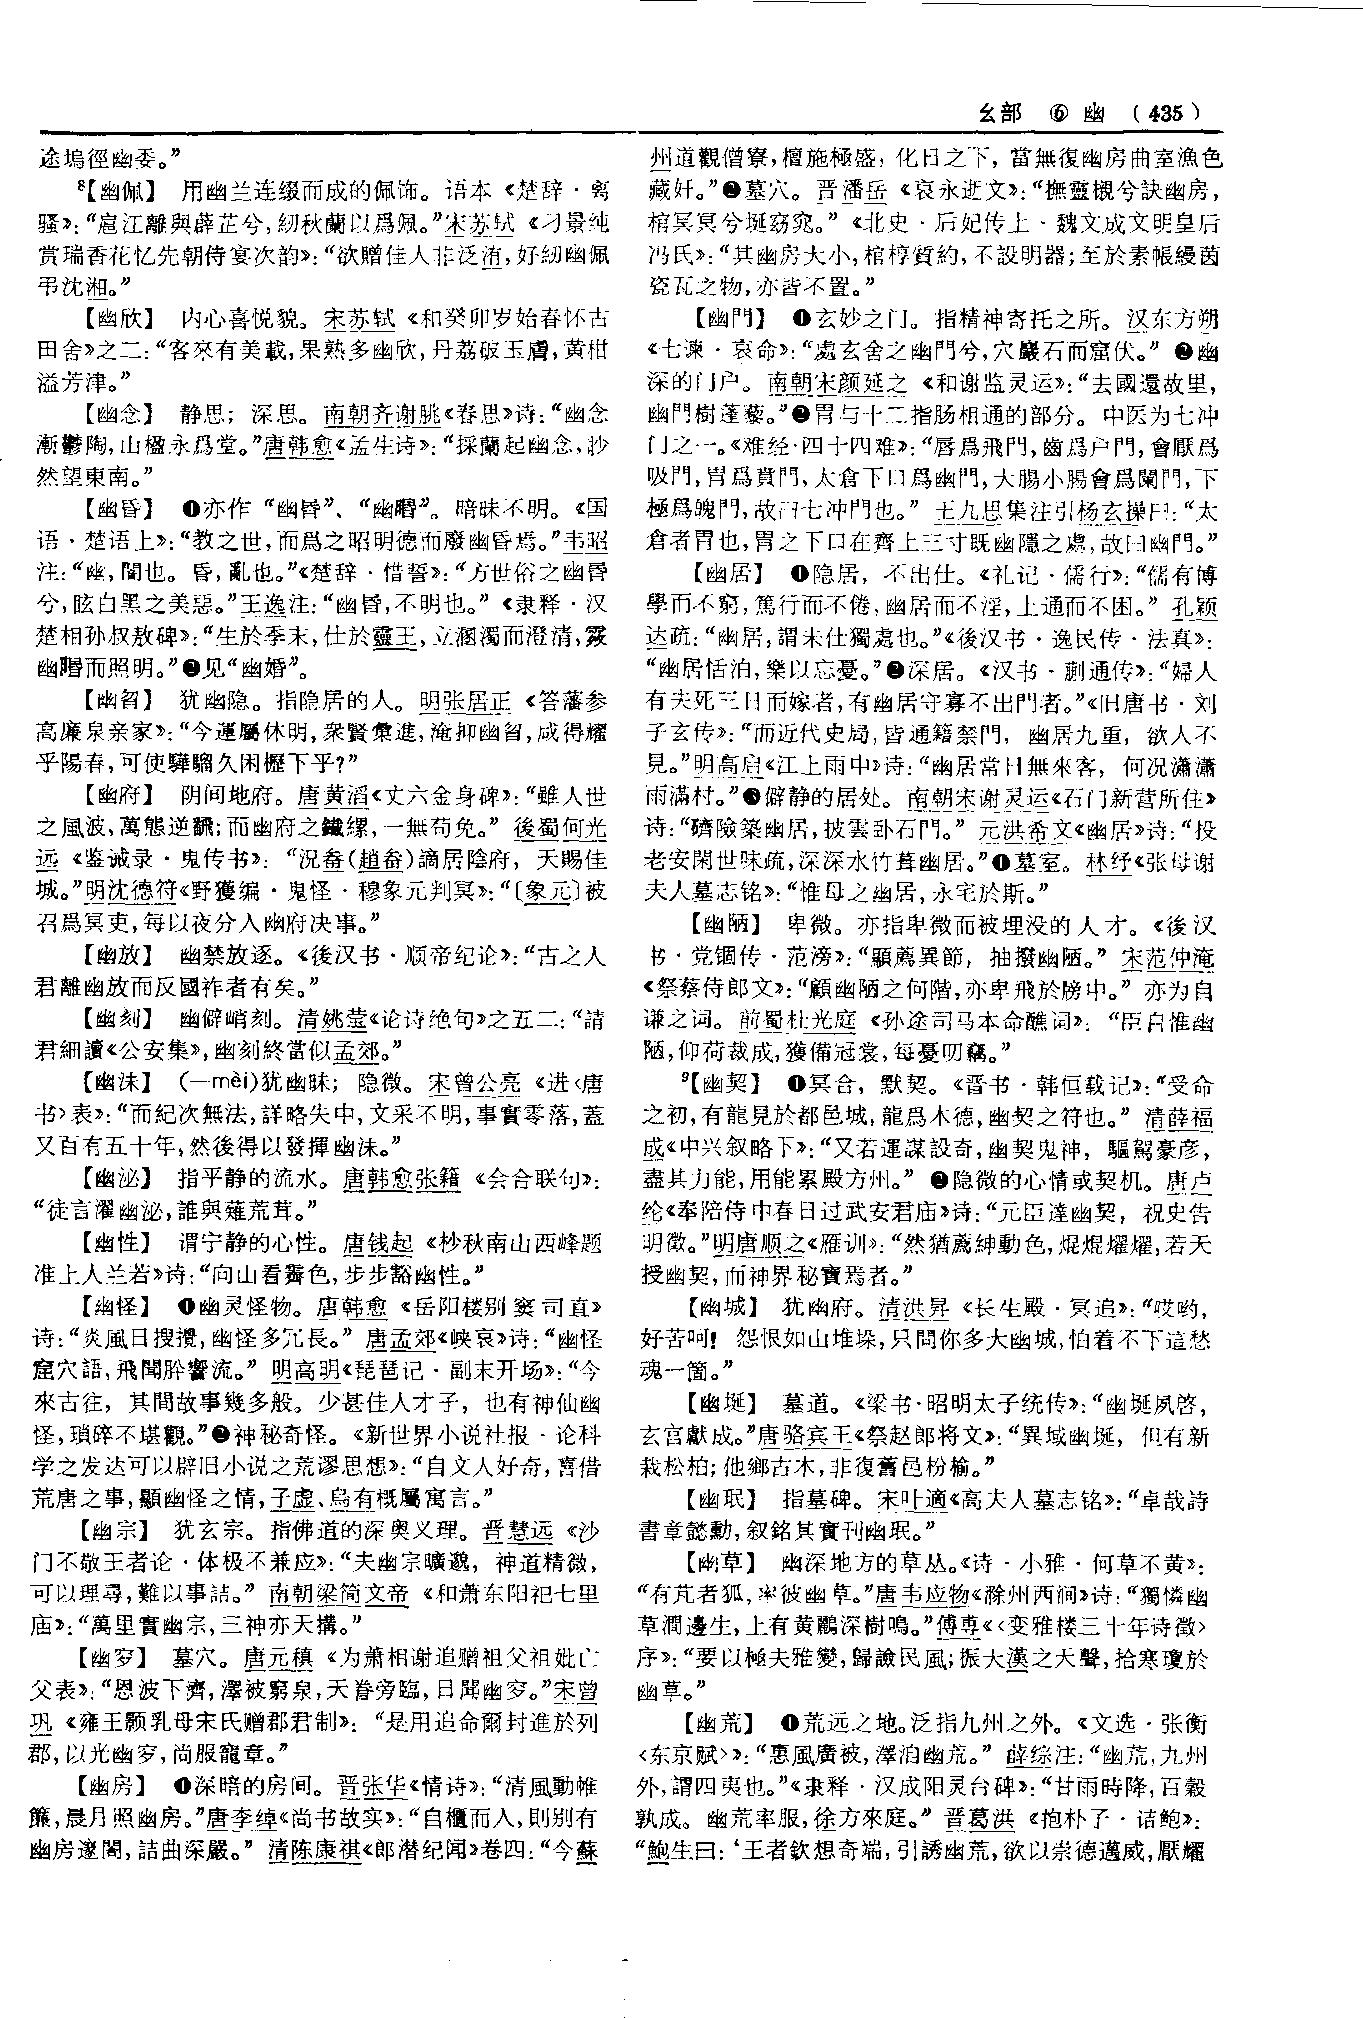 幺部 ⑥ 幽 (435)
途塢徑幽委。”
⁸【幽佩】 用幽兰连缀而成的佩饰。语本《楚辞·离
骚》：“扈江離與薜芷兮，紉秋蘭以爲佩。”宋苏轼《刁景纯
赏瑞香花忆先朝侍宴次韵》：“欲贈佳人非泛洧，好紉幽佩
弔沈湘。”
【幽欣】 内心喜悦貌。宋苏轼《和癸卯岁始春怀古
田舍》之二：“客來有美載，果熟多幽欣，丹荔破玉膚，黄柑
溢芳津。”
【幽念】 静思；深思。南朝齐谢朓《春思》诗：“幽念
漸鬱陶，山楹永爲堂。”唐韩愈《孟生诗》：“採蘭起幽念，眇
然望東南。”
【幽昏】 ❶亦作“幽昬”、“幽暋”。暗昧不明。《国
语·楚语上》：“教之世，而爲之昭明德而廢幽昏焉。”韦昭
注：“幽，闇也。昏，亂也。”《楚辞·惜誓》：“方世俗之幽昏
兮，眩白黑之美惡。”王逸注：“幽昏，不明也。”《隶释·汉
楚相孙叔敖碑》：“生於季末，仕於靈王，立溷濁而澄清，處
幽暋而照明。”❷见“幽婚”。
【幽曶】 犹幽隐。指隐居的人。明张居正《答藩参
高廉泉亲家》：“今運屬休明，衆賢彙進，淹抑幽曶，咸得耀
乎陽春，可使驊騮久困櫪下乎？”
【幽府】 阴间地府。唐黄滔《丈六金身碑》：“雖人世
之風波，萬態逆飜；而幽府之鐵缧，一無苟免。” 後蜀何光
远《鉴诫录·鬼传书》：“況畚(趙畚)謫居陰府，天賜佳
城。”明沈德符《野獲编·鬼怪·穆象元判冥》：“〔象元〕被
召爲冥吏，每以夜分入幽府决事。”
【幽放】 幽禁放逐。《後汉书·顺帝纪论》：“古之人
君離幽放而反國祚者有矣。”
【幽刻】 幽僻峭刻。清姚莹《论诗绝句》之五二：“請
君細讀《公安集》，幽刻終當似孟郊。”
【幽沬】 (—mèi)犹幽昧；隐微。宋曾公亮《进〈唐
书〉表》：“而紀次無法，詳略失中，文采不明，事實零落，蓋
又百有五十年，然後得以發揮幽沬。”
【幽泌】 指平静的流水。唐韩愈张籍《会合联句》：
“徒言濯幽泌，誰與薙荒茸。”
【幽性】 谓宁静的心性。唐钱起《杪秋南山西峰题
准上人兰若》诗：“向山看霽色，步步豁幽性。”
【幽怪】 ❶幽灵怪物。唐韩愈《岳阳楼别窦司直》
诗：“炎風日搜攪，幽怪多冗長。” 唐孟郊《峡哀》诗：“幽怪
窟穴語，飛聞肸蠁流。” 明高明《琵琶记·副末开场》：“今
來古往，其間故事幾多般。少甚佳人才子，也有神仙幽
怪，瑣碎不堪觀。”❷神秘奇怪。《新世界小说社报·论科
学之发达可以辟旧小说之荒谬思想》：“自文人好奇，喜借
荒唐之事，顯幽怪之情，子虚、烏有概屬寓言。”
【幽宗】 犹玄宗。指佛道的深奥义理。晋慧远《沙
门不敬王者论·体极不兼应》：“夫幽宗曠邈，神道精微，
可以理尋，難以事詰。” 南朝梁简文帝《和萧东阳祀七里
庙》：“萬里實幽宗，三神亦天搆。”
【幽穸】 墓穴。唐元稹《为萧相谢追赠祖父祖妣亡
父表》：“恩波下濟，澤被窮泉，天眷旁臨，日聞幽穸。”宋曾
巩《雍王颢乳母宋氏赠郡君制》：“是用追命爾封進於列
郡，以光幽穸，尚服寵章。”
【幽房】 ❶深暗的房间。晋张华《情诗》：“清風動帷
簾，晨月照幽房。”唐李绰《尚书故实》：“自櫃而人，則别有
幽房邃閣，詰曲深嚴。” 清陈康祺《郎潜纪闻》卷四：“今蘇
州道觀僧寮，檀施極盛，化日之下，當無復幽房曲室漁色
藏奸。”❷墓穴。晋潘岳《哀永逝文》：“撫靈櫬兮訣幽房，
棺冥冥兮埏窈窕。”《北史·后妃传上·魏文成文明皇后
冯氏》：“其幽房大小，棺椁質約，不設明器；至於素帳縵茵
瓷瓦之物，亦皆不置。”
【幽門】 ❶玄妙之门。指精神寄托之所。汉东方朔
《七谏·哀命》：“處玄舍之幽門兮，穴巖石而窟伏。”❷幽
深的门户。南朝宋颜延之《和谢监灵运》：“去國還故里，
幽門樹蓬藜。”❷胃与十二指肠相通的部分。中医为七冲
门之一。《难经·四十四难》：“唇爲飛門，齒爲户門，會厭爲
吸門，胃爲賁門，太倉下口爲幽門，大腸小腸會爲闌門，下
極爲魄門，故曰七冲門也。” 王九思集注引杨玄操曰：“太
倉者胃也，胃之下口在齊上三寸既幽隱之處，故曰幽門。”
【幽居】 ❶隐居，不出仕。《礼记·儒行》：“儒有博
學而不窮，篤行而不倦，幽居而不淫，上通而不困。” 孔颖
达疏：“幽居，謂未仕獨處也。”《後汉书·逸民传·法真》：
“幽居恬泊，樂以忘憂。”❷深居。《汉书·蒯通传》：“婦人
有夫死三日而嫁者，有幽居守寡不出門者。”《旧唐书·刘
子玄传》：“而近代史局，皆通籍禁門，幽居九重，欲人不
見。”明高启《江上雨中》诗：“幽居常日無來客，何况瀟瀟
雨滿村。”❸僻静的居处。南朝宋谢灵运《石门新营所住》
诗：“躋險築幽居，披雲卧石門。” 元洪希文《幽居》诗：“投
老安閑世味疏，深深水竹葺幽居。”❹墓室。林纾《张母谢
夫人墓志铭》：“惟母之幽居，永宅於斯。”
【幽陋】 卑微。亦指卑微而被埋没的人才。《後汉
书·党锢传·范滂》：“顯薦異節，抽拔幽陋。” 宋范仲淹
《祭蔡侍郎文》：“顧幽陋之何階，亦卑飛於牓中。” 亦为自
谦之词。前蜀杜光庭《孙途司马本命醮词》：“臣自惟幽
陋，仰荷裁成，獲備冠裳，每憂叨竊。”
⁹【幽契】 ❶冥合，默契。《晋书·韩恒载记》：“受命
之初，有龍見於都邑城，龍爲木德，幽契之符也。” 清薛福
成《中兴叙略下》：“又若運謀設奇，幽契鬼神，驅駕豪彦，
盡其力能，用能累殿方州。”❷隐微的心情或契机。唐卢
纶《奉陪侍中春日过武安君庙》诗：“元臣達幽契，祝史告
明徵。”明唐顺之《雁训》：“然猶薦紳動色，焜焜燿燿，若天
授幽契，而神界秘寶焉者。”
【幽城】 犹幽府。清洪昇《长生殿·冥追》：“哎哟，
好苦呵！怨恨如山堆垛，只問你多大幽城，怕着不下這愁
魂一箇。”
【幽埏】 墓道。《梁书·昭明太子统传》：“幽埏夙啓，
玄宫獻成。”唐骆宾王《祭赵郎将文》：“異域幽埏，但有新
栽松柏；他鄉古木，非復舊邑枌榆。”
【幽珉】 指墓碑。宋叶適《高夫人墓志铭》：“卓哉詩
書章懿勳，叙銘其實刊幽珉。”
【幽草】 幽深地方的草丛。《诗·小雅·何草不黄》：
“有芃者狐，率彼幽草。”唐韦应物《滁州西涧》诗：“獨憐幽
草澗邊生，上有黄鸝深樹鳴。”傅尃《〈变雅楼三十年诗徵〉
序》：“要以極夫雅變，歸諗民風；振大漢之天聲，拾寒瓊於
幽草。”
【幽荒】 ❶荒远之地。泛指九州之外。《文选·张衡
〈东京赋〉》：“惠風廣被，澤洎幽荒。” 薛综注：“幽荒，九州
外，謂四夷也。”《隶释·汉成阳灵台碑》：“甘雨時降，百穀
孰成。幽荒率服，徐方來庭。” 晋葛洪《抱朴子·诘鲍》：
“鮑生曰：‘王者欽想奇端，引誘幽荒，欲以崇德邁威，厭耀